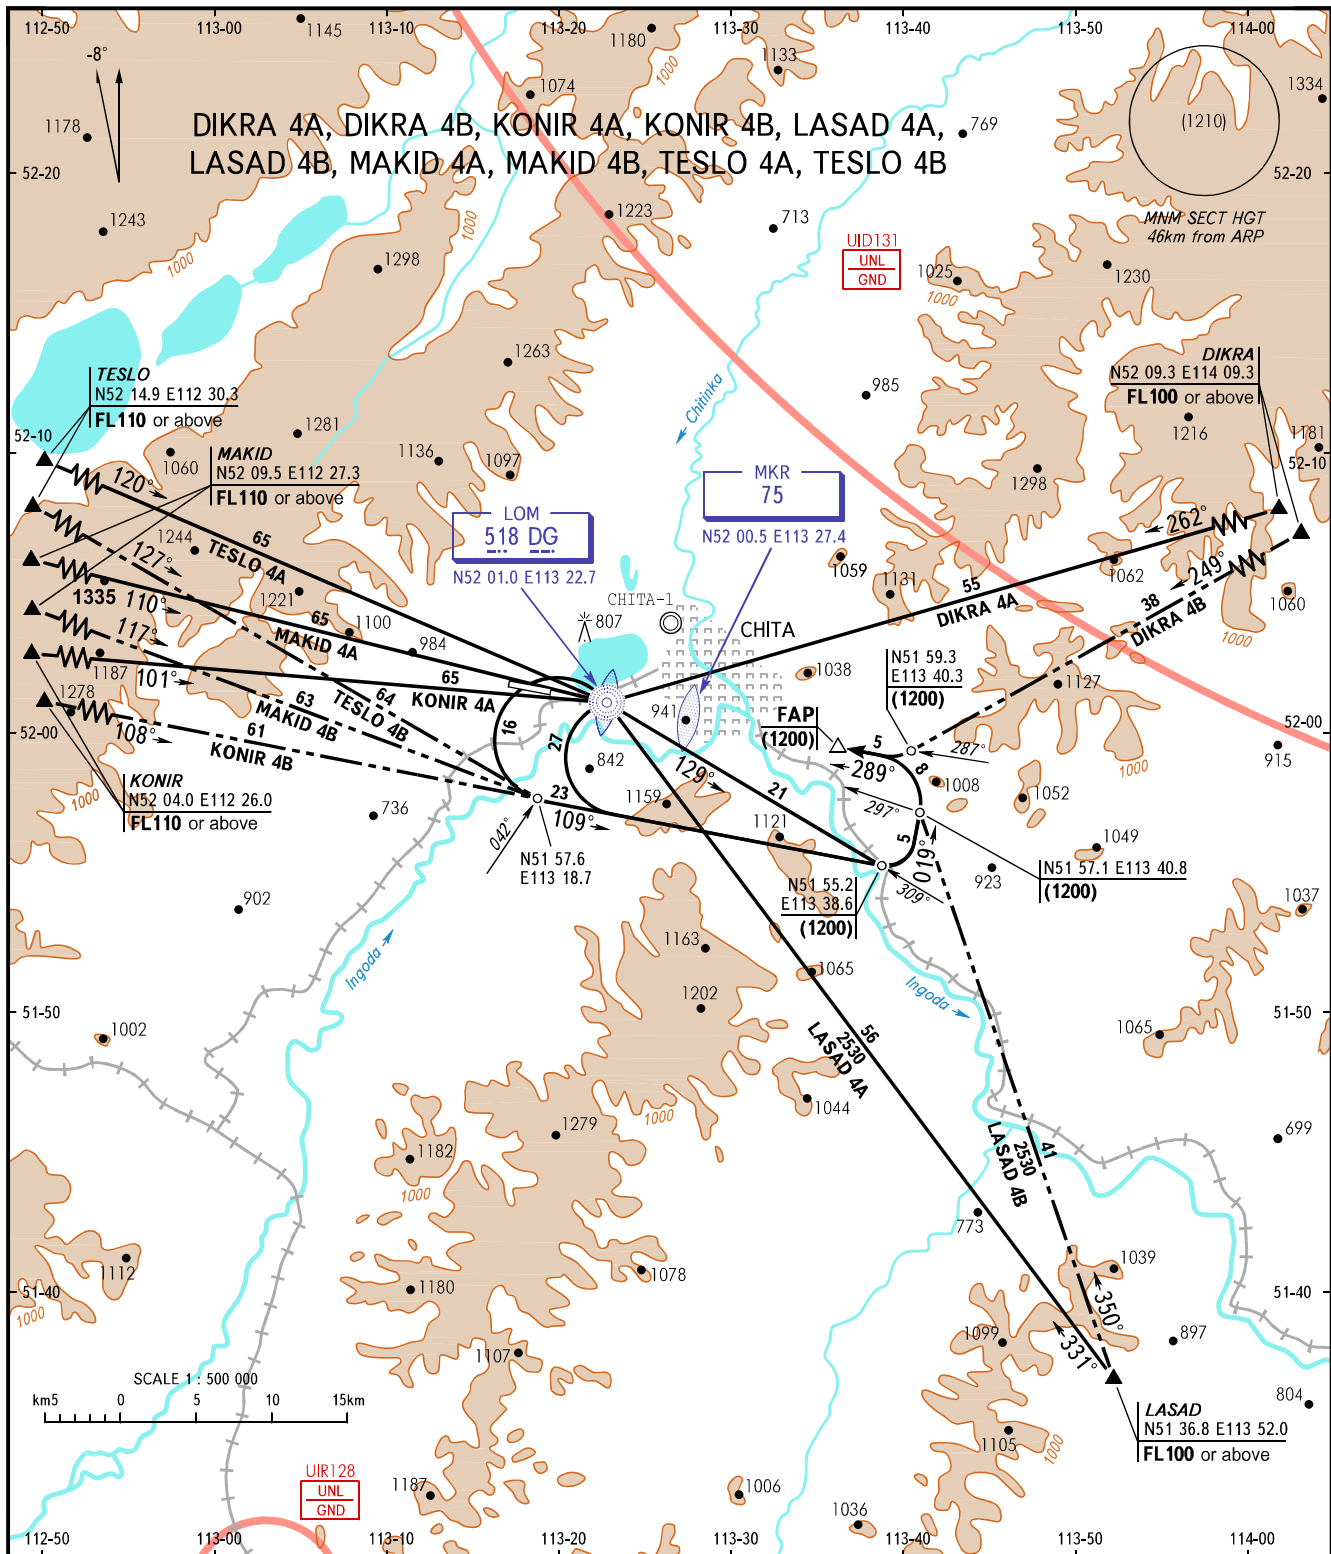 112-50
113-00
113-10
113-20
113-30
113-40
113-50
114-00
-8°
1145
1180
1133
1334
1074
1178
769
(1210)
DIKRA 4A, DIKRA 4B, KONIR 4A, KONIR 4B, LASAD 4A,
LASAD 4B, MAKID 4A, MAKID 4B, TESLO 4A, TESLO 4B
1000
52-20
52-20
MNM SECT HGT
46km from ARP
1243
1223
713
1000
1000
1298
UID131
UNL
GND
1025
1000
1230
1263
TESLO
N52 14.9 E112 30.3
FL110 or above
DIKRA
N52 09.3 E114 09.3
FL100 or above
Chitinka
985
1216
1281
1181
52-10
52-10
1060
MAKID
N52 09.5 E112 27.3
FL110 or above
1136
1097
1298
MKR
75
N52 00.5 E113 27.4
LOM
518 DG
N52 01.0 E113 22.7
120°
65
TESLO 4A
262°
249°
55
DIKRA 4A
38
DIKRA 4B
1244
127°
1059
1131
1062
1060
1335
110°
1221
65
MAKID 4A
1100
984
CHITA-1
807
CHITA
1000
117°
1187
101°
65
KONIR 4A
64
TESLO 4B
63
MAKID 4B
61
KONIR 4B
1278
108°
1038
N51 59.3
E113 40.3
(1200)
1127
941
FAP
(1200)
52-00
52-00
16
27
5
287°
289°
8
915
842
129°
1000
1008
1052
KONIR
N52 04.0 E112 26.0
FL110 or above
1000
736
23
109°
042°
1159
21
297°
1121
5
019°
1049
N51 57.6
E113 18.7
N51 55.2
E113 38.6
(1200)
309°
923
N51 57.1 E113 40.8
(1200)
902
1037
1163
1065
Ingoda
Ingoda
1202
51-50
51-50
1002
1065
56
2530
LASAD 4A
1044
1000
1279
699
41
2530
LASAD 4B
1182
1000
773
1112
1039
1078
1180
51-40
51-40
1000
350°
331°
1099
897
1107
SCALE 1 : 500 000
km5 0 5 10 15km
804
LASAD
N51 36.8 E113 52.0
FL100 or above
1105
1000
UIR128
UNL
GND
1187
1006
1036
112-50
113-00
113-10
113-20
113-30
113-40
113-50
114-00